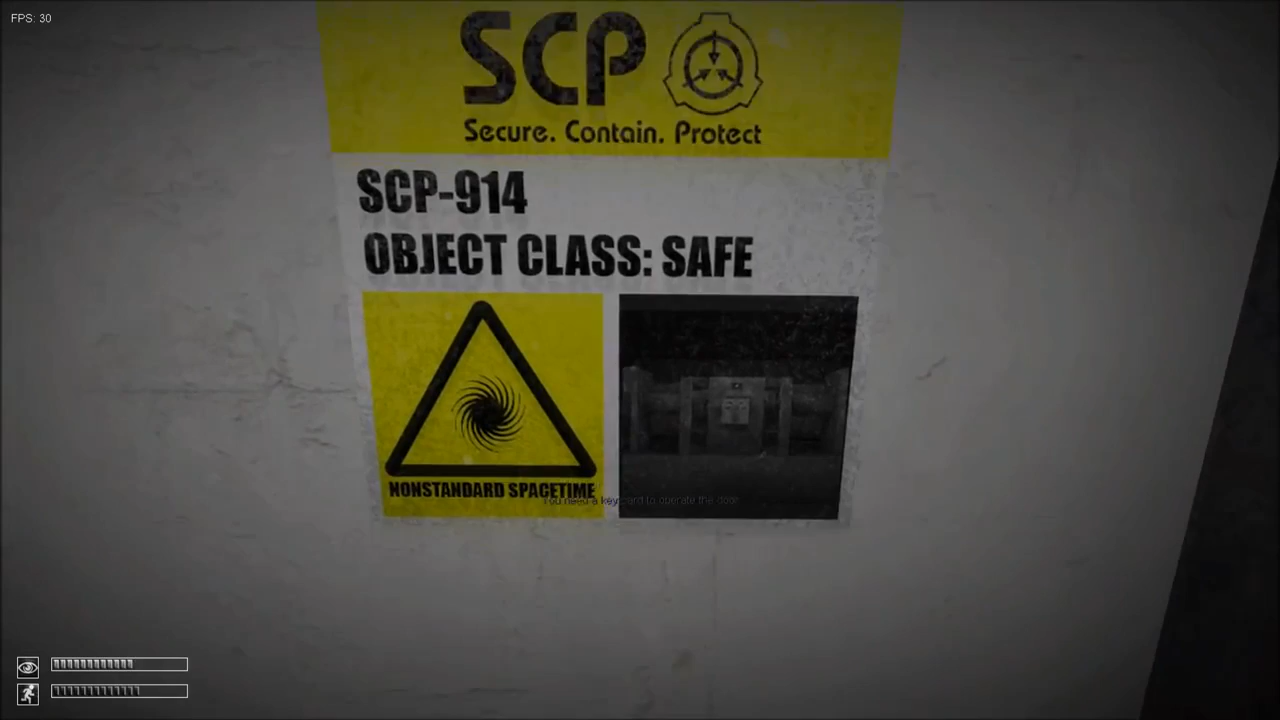 FPS: 30
SCP
Secure. Contain. Protect
SCP-914
OBJECT CLASS: SAFE
NONSTANDARD SPACETIME
You need a keycard to operate the door.